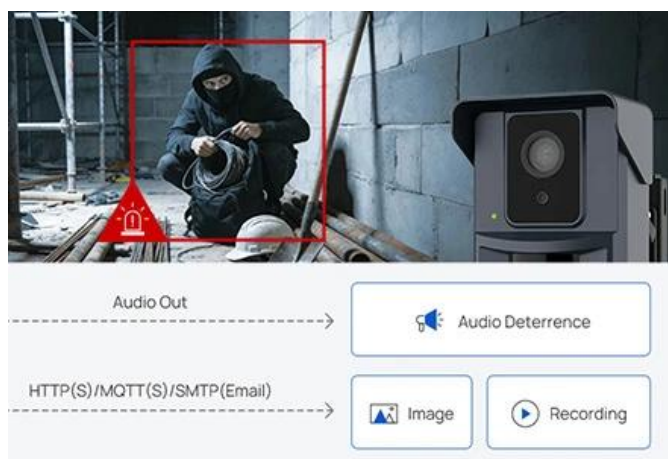 Audio Out
Audio Deterrence
HTTP(S)/MQTT(S)/SMTP(Email)
Image
Recording